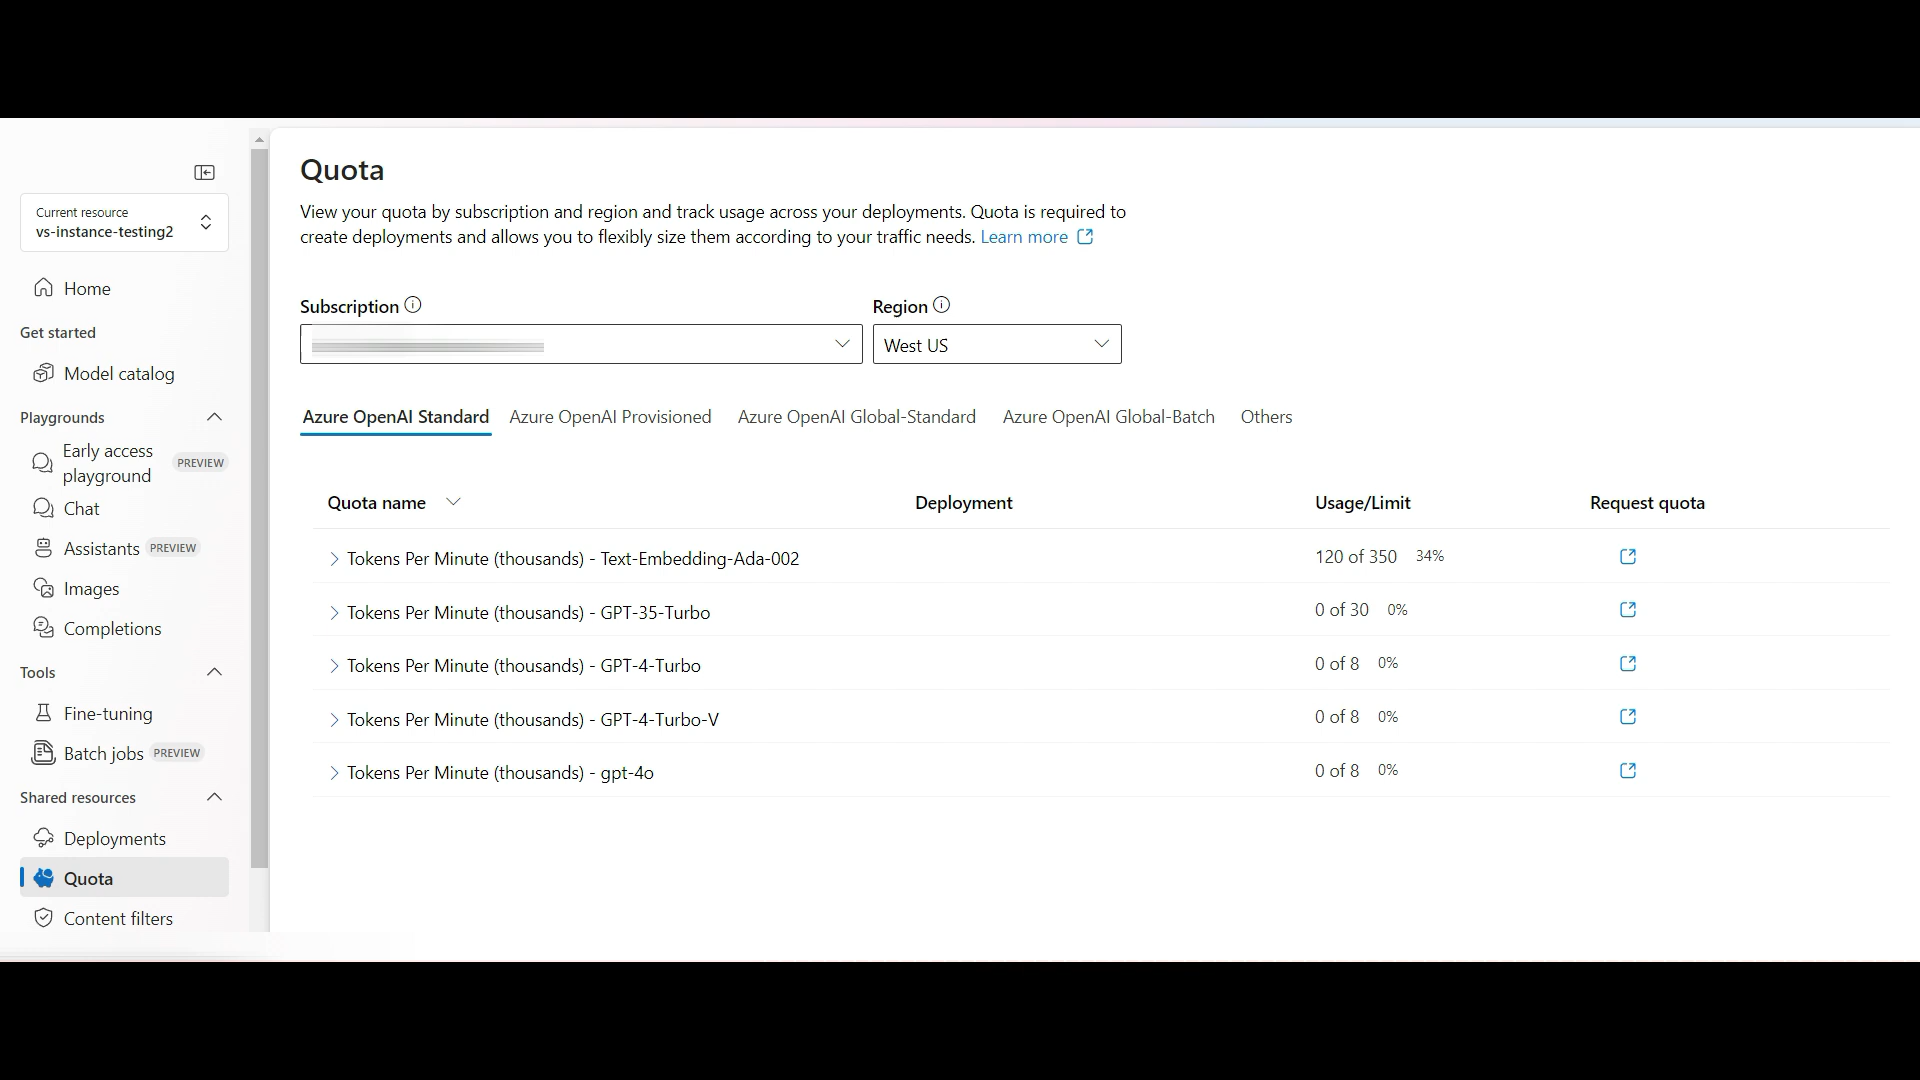 Current resource
vs-instance-testing2
Home
Get started
Model catalog
Playgrounds
Early access
playground PREVIEW
Chat
Assistants PREVIEW
Images
Completions
Tools
Fine-tuning
Batch jobs PREVIEW
Shared resources
Deployments
Quota
Content filters
Quota
View your quota by subscription and region and track usage across your deployments. Quota is required to
create deployments and allows you to flexibly size them according to your traffic needs. Learn more
Subscription Region
West US
Azure OpenAI Standard Azure OpenAI Provisioned Azure OpenAI Global-Standard Azure OpenAI Global-Batch Others
Quota name Deployment Usage/Limit Request quota
Tokens Per Minute (thousands) - Text-Embedding-Ada-002 120 of 350 34%
Tokens Per Minute (thousands) - GPT-35-Turbo 0 of 30 0%
Tokens Per Minute (thousands) - GPT-4-Turbo 0 of 8 0%
Tokens Per Minute (thousands) - GPT-4-Turbo-V 0 of 8 0%
Tokens Per Minute (thousands) - gpt-4o 0 of 8 0%